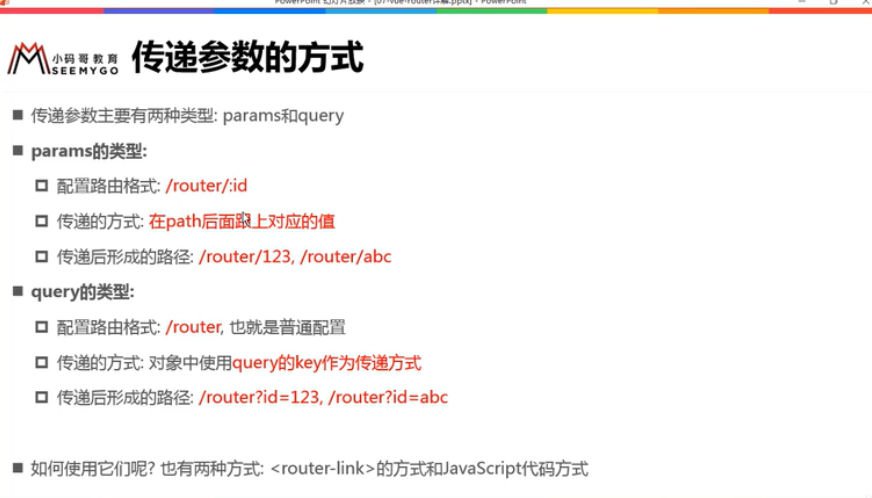 PowerPoint 幻灯片放映 - [07-vue-router详解.pptx] - PowerPoint
小码哥教育
SEEMYGO
传递参数的方式
传递参数主要有两种类型: params和query
params的类型:
配置路由格式: /router/:id
传递的方式: 在path后面跟上对应的值
传递后形成的路径: /router/123, /router/abc
query的类型:
配置路由格式: /router, 也就是普通配置
传递的方式: 对象中使用query的key作为传递方式
传递后形成的路径: /router?id=123, /router?id=abc
如何使用它们呢? 也有两种方式: <router-link>的方式和JavaScript代码方式